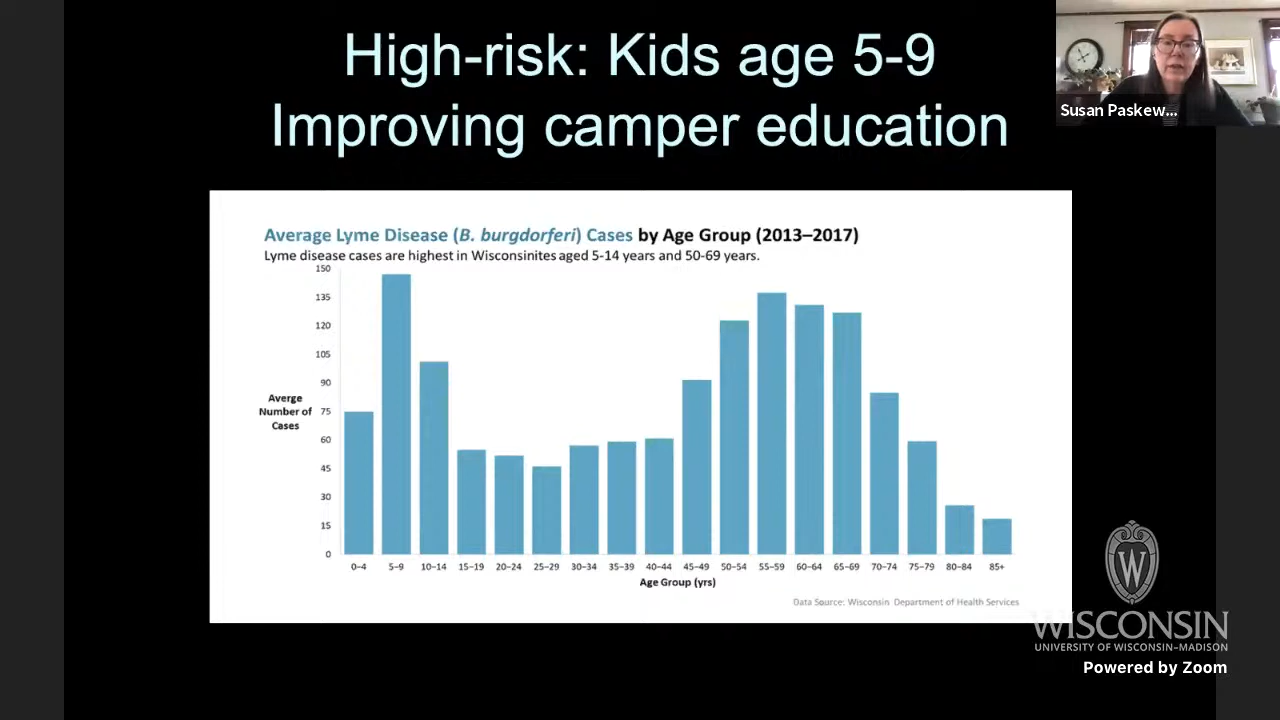 High-risk: Kids age 5-9
Improving camper education
Susan Paskew...
Average Lyme Disease (B. burgdorferi) Cases by Age Group (2013–2017)
Lyme disease cases are highest in Wisconsinites aged 5-14 years and 50-69 years.
150
135
120
105
90
75
60
45
30
15
0
Averge
Number of
Cases
0–4 5–9 10–14 15–19 20–24 25–29 30–34 35–39 40–44 45–49 50–54 55–59 60–64 65–69 70–74 75–79 80–84 85+
Age Group (yrs)
Data Source: Wisconsin Department of Health Services
W
WISCONSIN
UNIVERSITY OF WISCONSIN–MADISON
Powered by Zoom